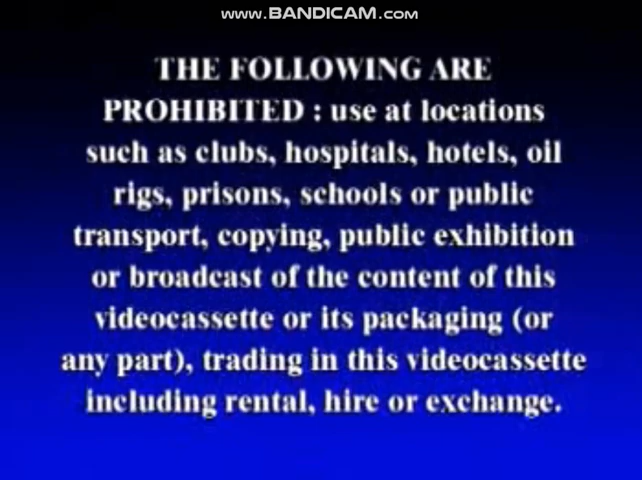 www.BANDICAM.com
THE FOLLOWING ARE
PROHIBITED : use at locations
such as clubs, hospitals, hotels, oil
rigs, prisons, schools or public
transport, copying, public exhibition
or broadcast of the content of this
videocassette or its packaging (or
any part), trading in this videocassette
including rental, hire or exchange.